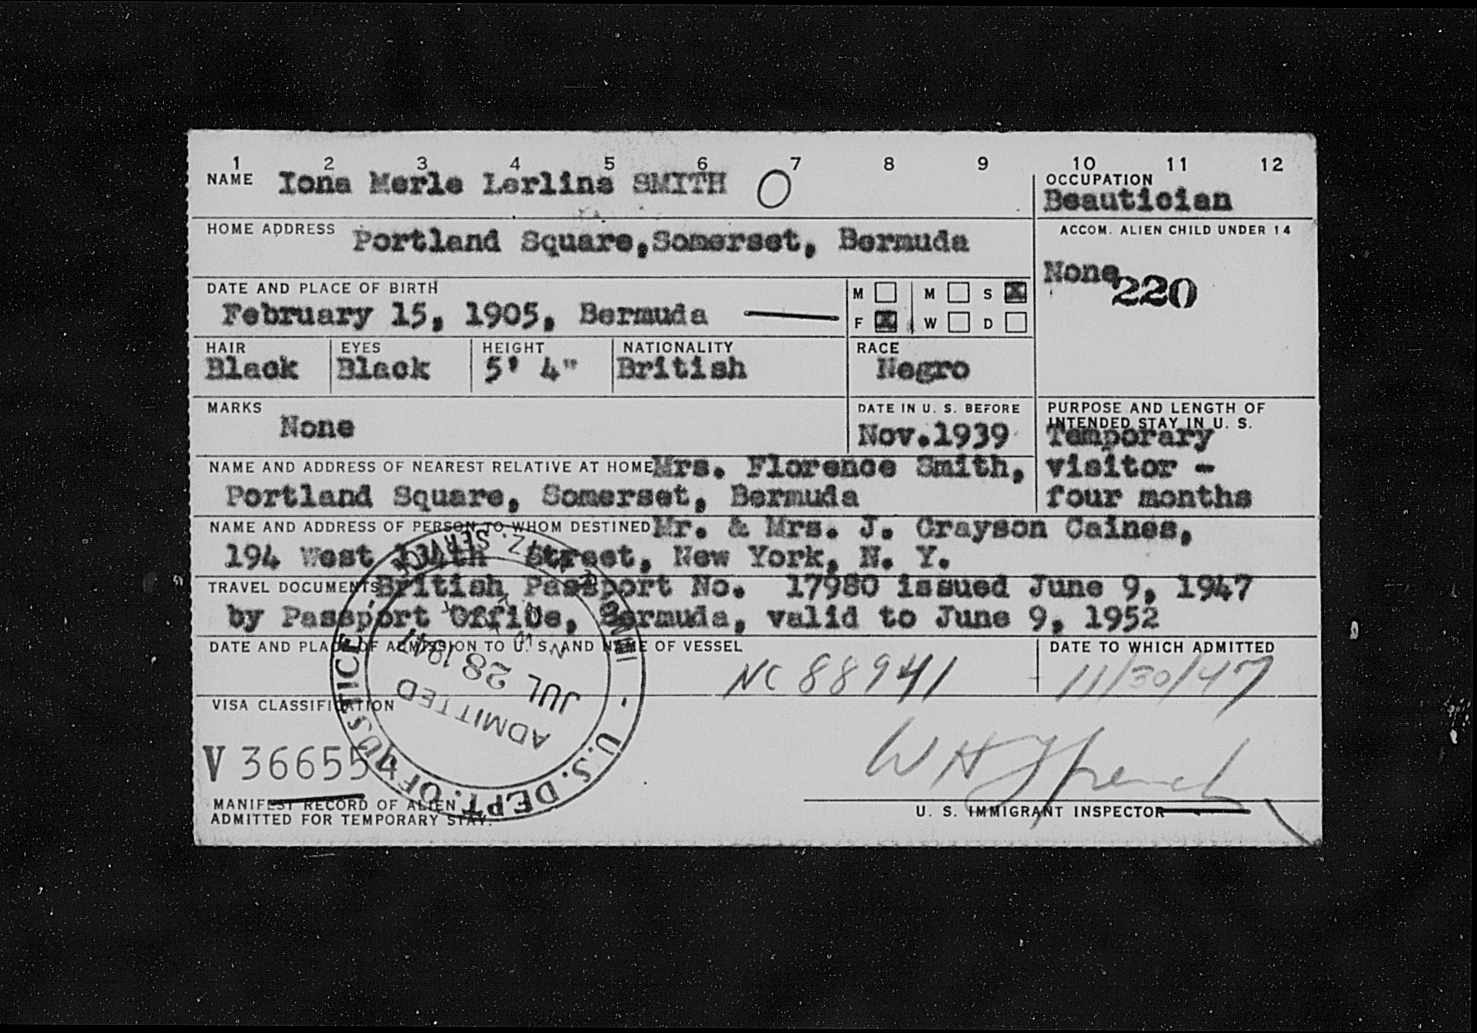 1 2 3 4 5 6 7 8 9 10 11 12
NAME Iona Merle Lerline SMITH O
OCCUPATION
Beautician
HOME ADDRESS Portland Square,Somerset, Bermuda
ACCOM. ALIEN CHILD UNDER 14
None
220
DATE AND PLACE OF BIRTH
February 15, 1905, Bermuda
M M S X
F X W D
HAIR EYES HEIGHT NATIONALITY RACE
Black Black 5' 4" British Negro
MARKS
None
DATE IN U. S. BEFORE
Nov.1939
PURPOSE AND LENGTH OF
INTENDED STAY IN U. S.
Temporary
visitor -
four months
NAME AND ADDRESS OF NEAREST RELATIVE AT HOME Mrs. Florence Smith,
Portland Square, Somerset, Bermuda
NAME AND ADDRESS OF PERSON TO WHOM DESTINED Mr. & Mrs. J. Grayson Caines,
194 West Street, New York, N. Y.
TRAVEL DOCUMENTS British Passport No. 17980 issued June 9, 1947
by Passport Office, Bermuda, valid to June 9, 1952
DATE AND PLACE OF ADMISSION TO U. S. AND NAME OF VESSEL
NC 88941
DATE TO WHICH ADMITTED
11/30/47
U.S. DEPT. OF JUSTICE
ADMITTED
JUL 28 1947
VISA CLASSIFICATION
V 366554
W H French
MANIFEST RECORD OF ALIEN
ADMITTED FOR TEMPORARY STAY.
U. S. IMMIGRANT INSPECTOR